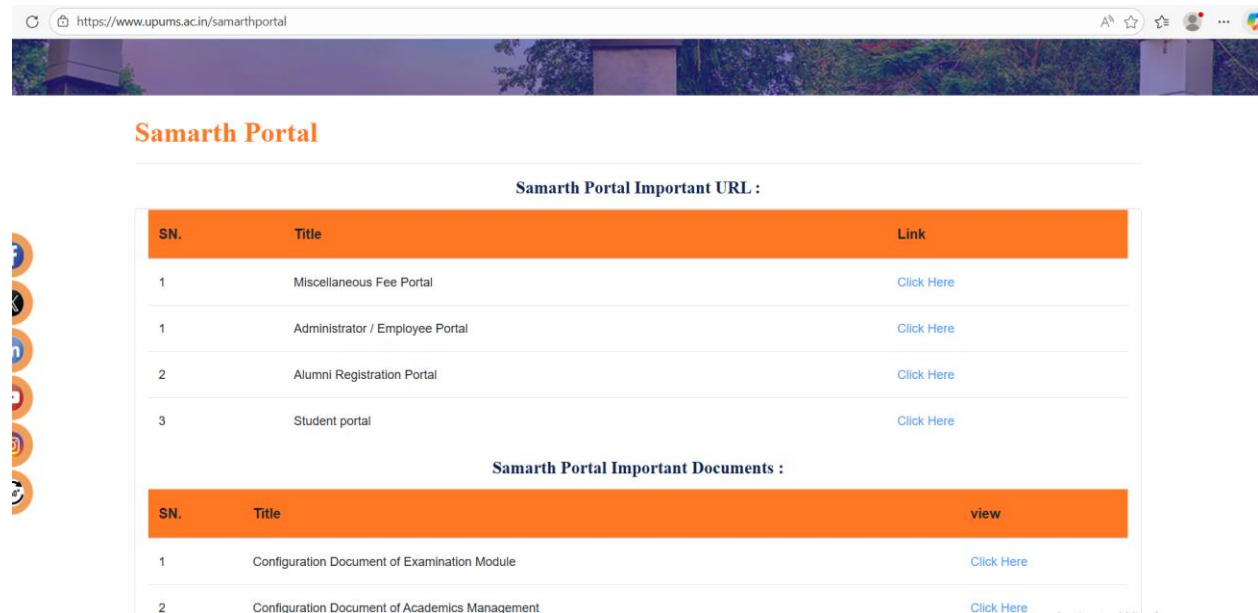 https://www.upums.ac.in/samarthportal
Samarth Portal
Samarth Portal Important URL :
SN. Title Link
1 Miscellaneous Fee Portal Click Here
1 Administrator / Employee Portal Click Here
2 Alumni Registration Portal Click Here
3 Student portal Click Here
Samarth Portal Important Documents :
SN. Title view
1 Configuration Document of Examination Module Click Here
2 Configuration Document of Academics Management Click Here